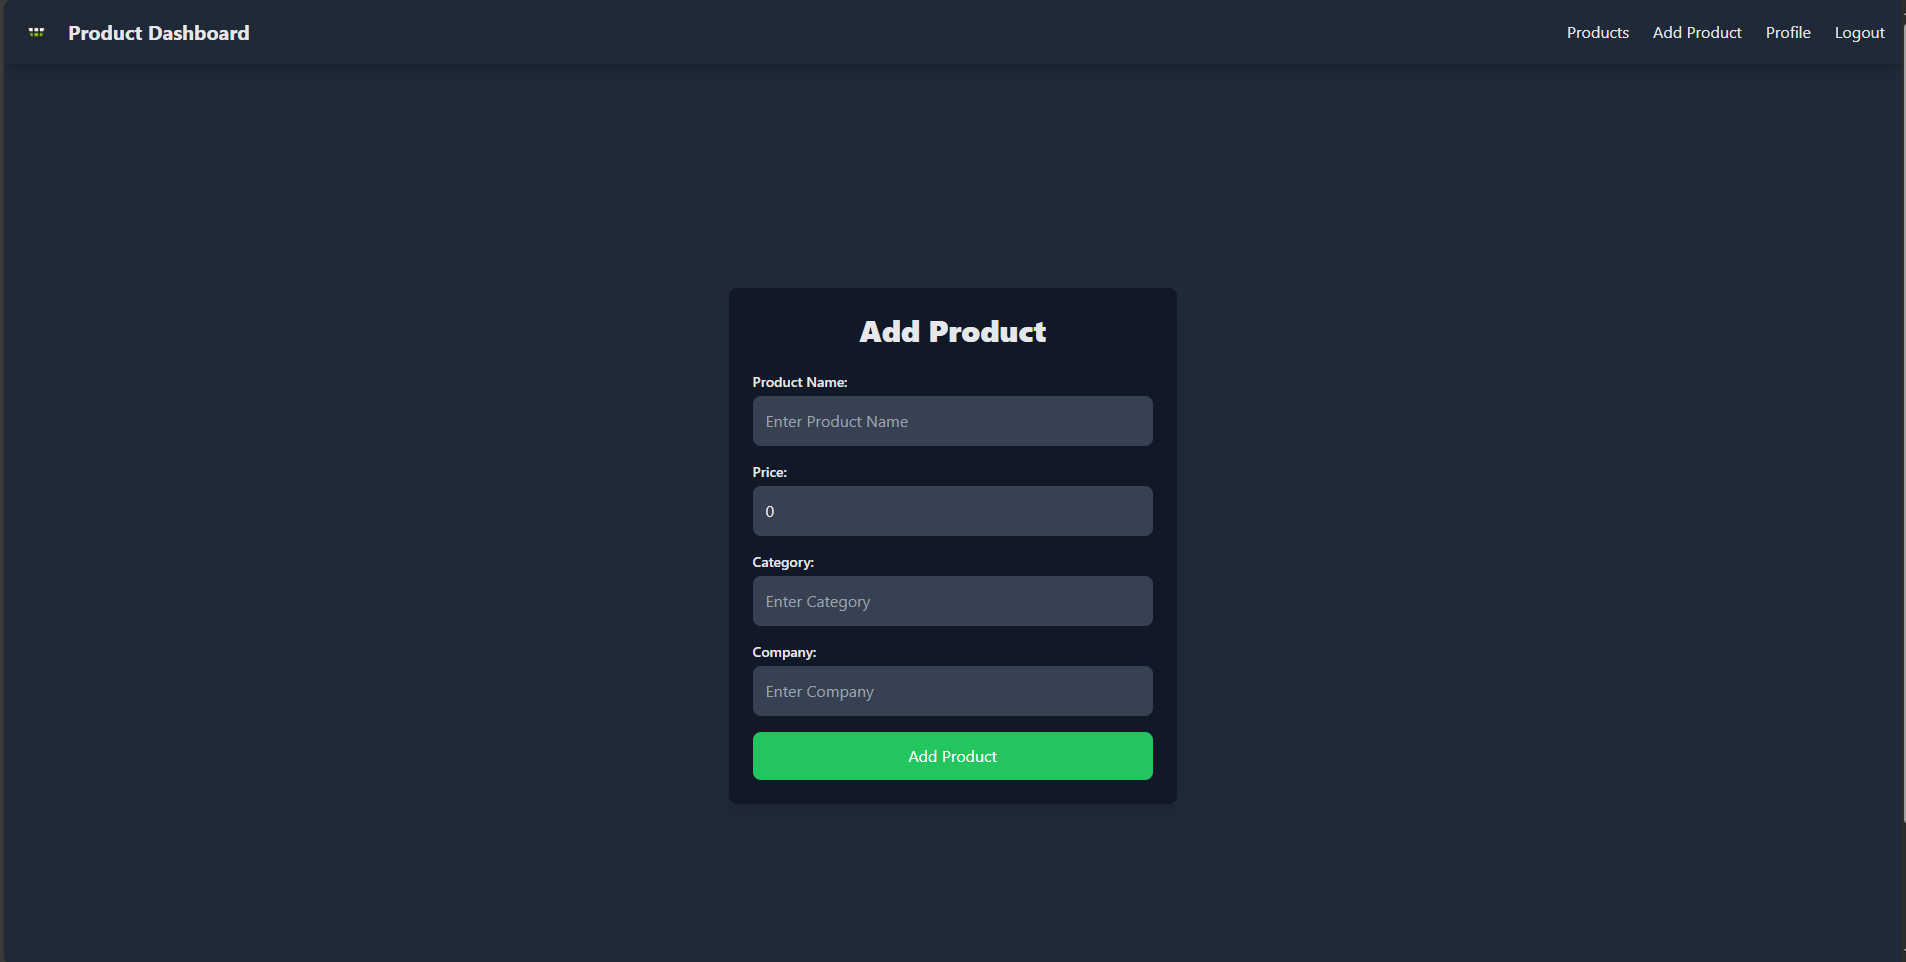 Product Dashboard
Products Add Product Profile Logout
Add Product
Product Name:
Enter Product Name
Price:
0
Category:
Enter Category
Company:
Enter Company
Add Product